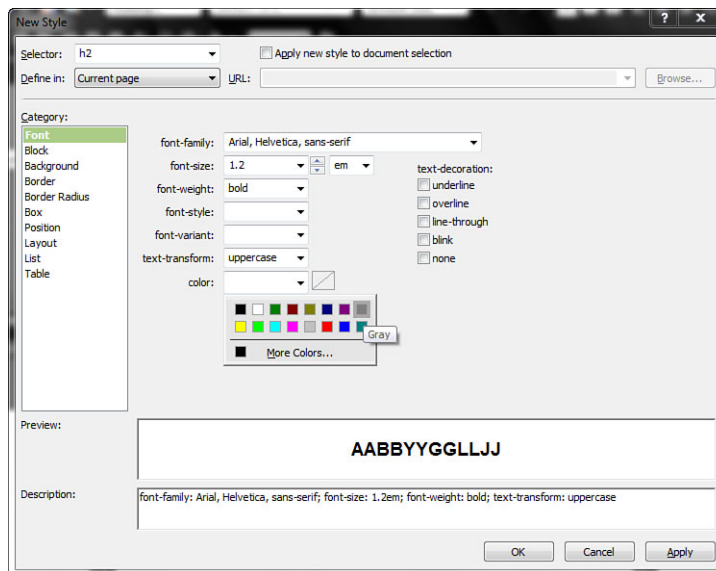 New Style
? X
Selector: h2 Apply new style to document selection
Define in: Current page URL: Browse...
Category:
Font
Block
Background
Border
Border Radius
Box
Position
Layout
List
Table
font-family: Arial, Helvetica, sans-serif
font-size: 1.2 em
font-weight: bold
font-style:
font-variant:
text-transform: uppercase
color:
text-decoration:
underline
overline
line-through
blink
none
Gray
More Colors...
Preview:
AABBYYGGLLJJ
Description:
font-family: Arial, Helvetica, sans-serif; font-size: 1.2em; font-weight: bold; text-transform: uppercase
OK Cancel Apply